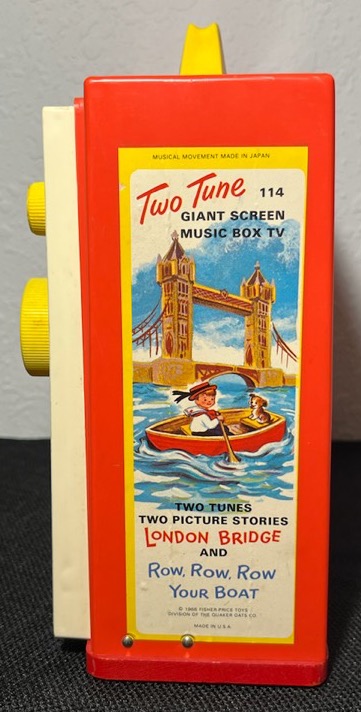 MUSICAL MOVEMENT MADE IN JAPAN
Two Tune 114
GIANT SCREEN
MUSIC BOX TV
TWO TUNES
TWO PICTURE STORIES
LONDON BRIDGE
AND
ROW, ROW, ROW
YOUR BOAT
© 1966 FISHER-PRICE TOYS
DIVISION OF THE QUAKER OATS CO.
MADE IN U.S.A.